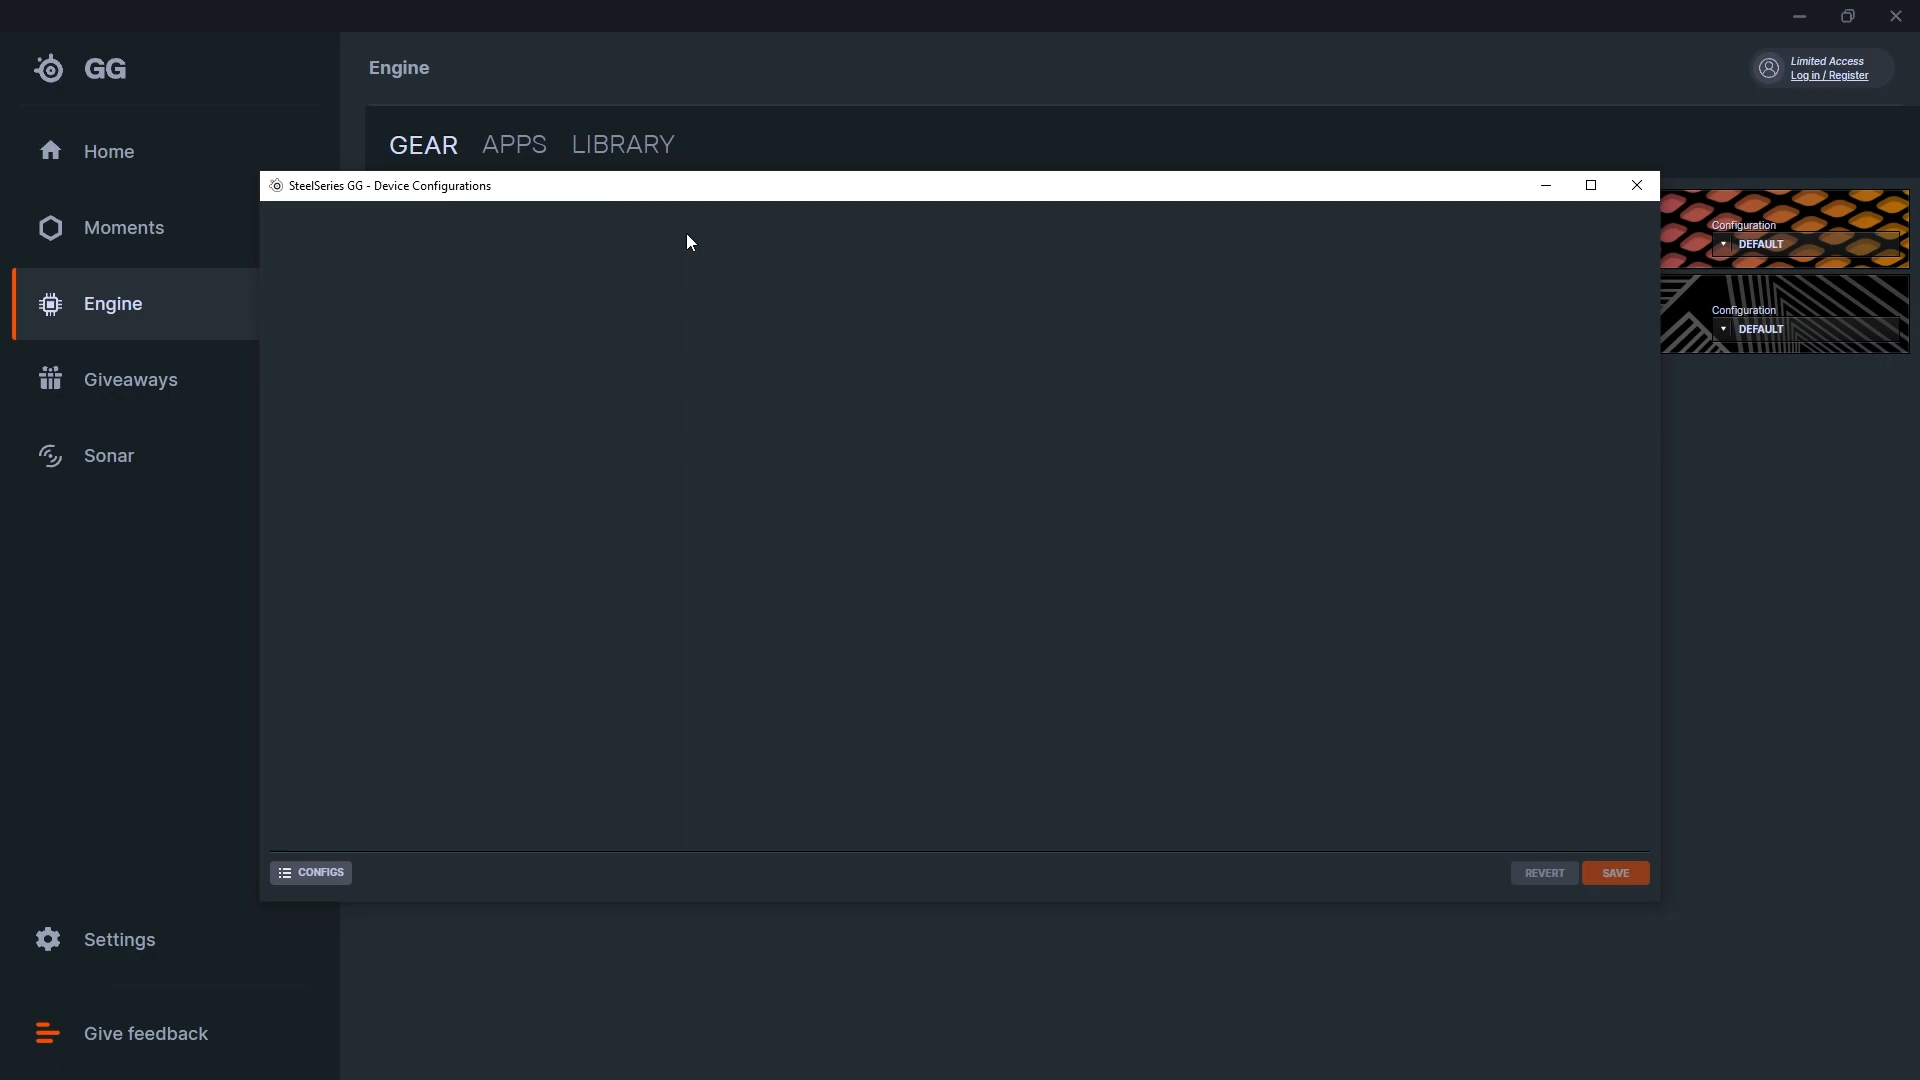 GG
Engine
Limited Access
Log in / Register
Home
GEAR APPS LIBRARY
SteelSeries GG - Device Configurations
Moments
Configuration
DEFAULT
Engine
Configuration
DEFAULT
Giveaways
Sonar
CONFIGS
REVERT
SAVE
Settings
Give feedback